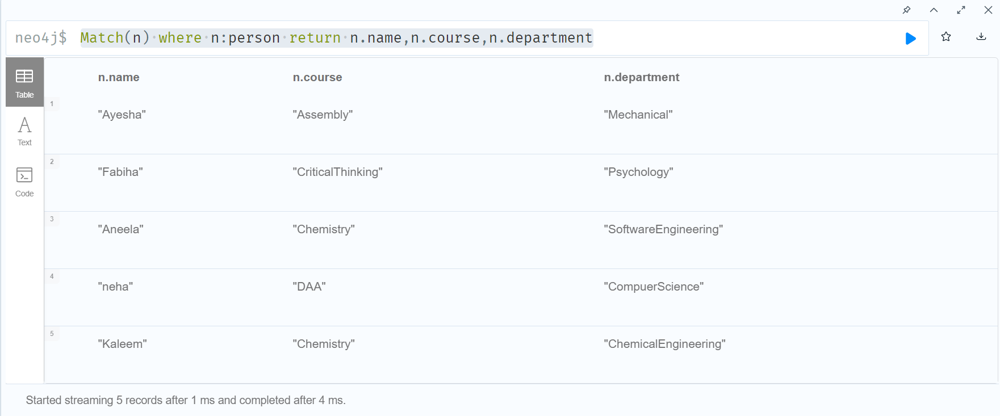 neo4j$ Match(n) where n:person return n.name,n.course,n.department
Table
Text
Code
n.name n.course n.department
1
"Ayesha" "Assembly" "Mechanical"
2
"Fabiha" "CriticalThinking" "Psychology"
3
"Aneela" "Chemistry" "SoftwareEngineering"
4
"neha" "DAA" "CompuerScience"
5
"Kaleem" "Chemistry" "ChemicalEngineering"
Started streaming 5 records after 1 ms and completed after 4 ms.